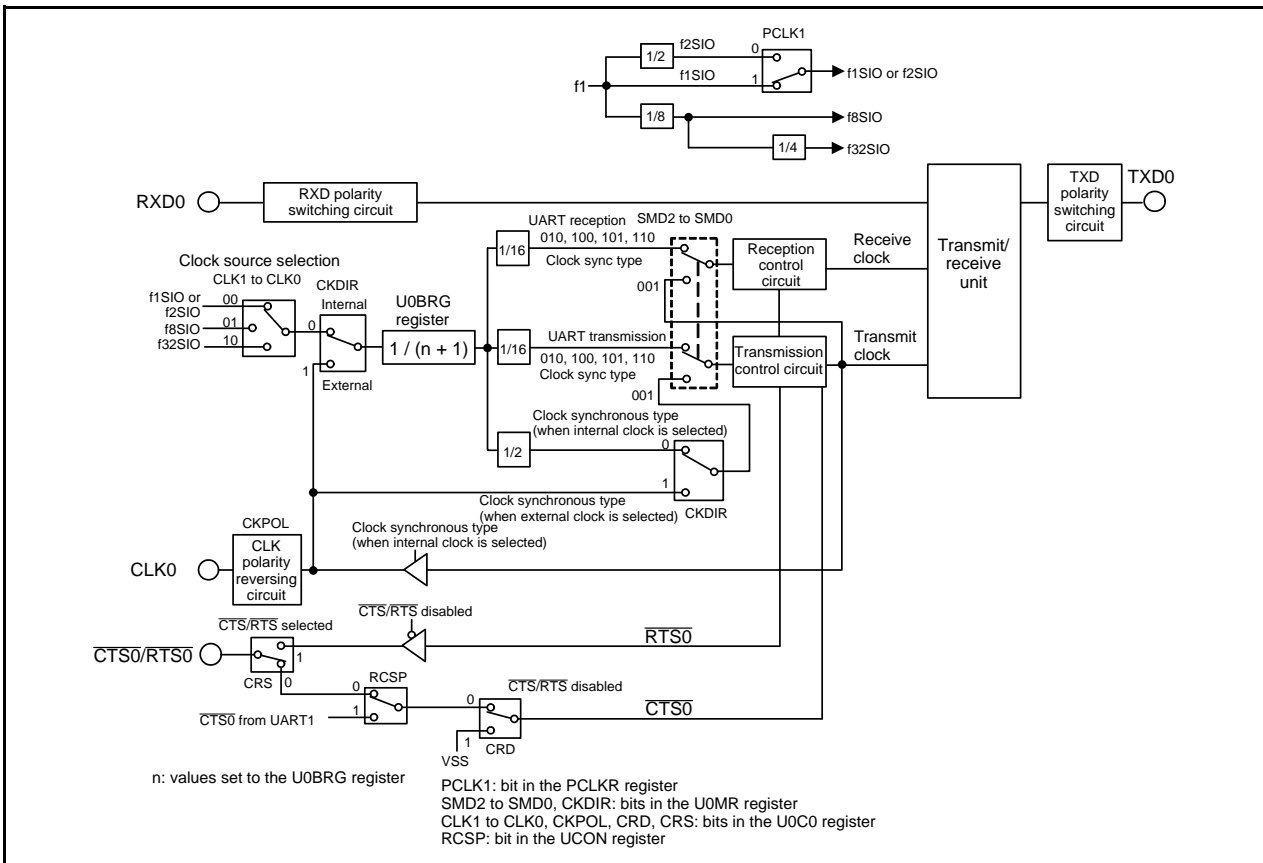 PCLK1
f2SIO
0
1/2
f1SIO
1
f1SIO or f2SIO
f1
1/8
f8SIO
1/4
f32SIO
RXD0
RXD polarity
switching circuit
TXD
polarity
switching
circuit
TXD0
UART reception
SMD2 to SMD0
1/16
010, 100, 101, 110
Clock sync type
Reception
control
circuit
Receive
clock
Transmit/
receive
unit
001
Clock source selection
CLK1 to CLK0
CKDIR
Internal
f1SIO or
f2SIO
00
f8SIO
01
f32SIO
10
0
1
External
U0BRG
register
1 / (n + 1)
1/16
UART transmission
010, 100, 101, 110
Clock sync type
Transmission
control circuit
Transmit
clock
001
Clock synchronous type
(when internal clock is selected)
1/2
0
1
Clock synchronous type
(when external clock is selected)
CKDIR
CKPOL
Clock synchronous type
(when internal clock is selected)
CLK0
CLK
polarity
reversing
circuit
CTS/RTS disabled
CTS/RTS selected
RTS0
CTS0/RTS0
1
CRS
0
RCSP
0
1
CTS0 from UART1
CTS/RTS disabled
0
CTS0
1
CRD
VSS
n: values set to the U0BRG register
PCLK1: bit in the PCLKR register
SMD2 to SMD0, CKDIR: bits in the U0MR register
CLK1 to CLK0, CKPOL, CRD, CRS: bits in the U0C0 register
RCSP: bit in the UCON register